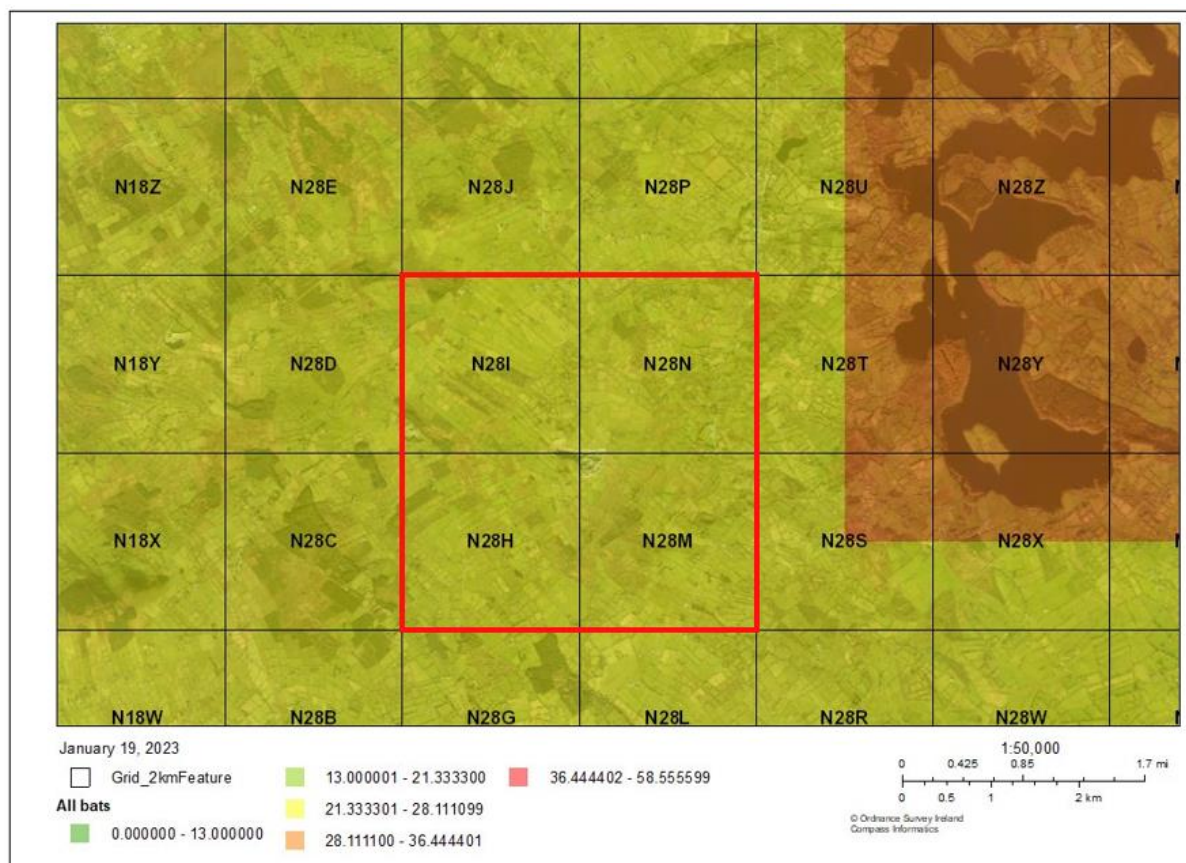 N18Z N28E N28J N28P N28U N28Z N
N18Y N28D N28I N28N N28T N28Y N
N18X N28C N28H N28M N28S N28X N
N18W N28B N28G N28L N28R N28W
January 19, 2023
Grid_2kmFeature
All bats
0.000000 - 13.000000
13.000001 - 21.333300
21.333301 - 28.111099
28.111100 - 36.444401
36.444402 - 58.555599
1:50,000
0 0.425 0.85 1.7 mi
0 0.5 1 2 km
© Ordnance Survey Ireland
Compass Informatics